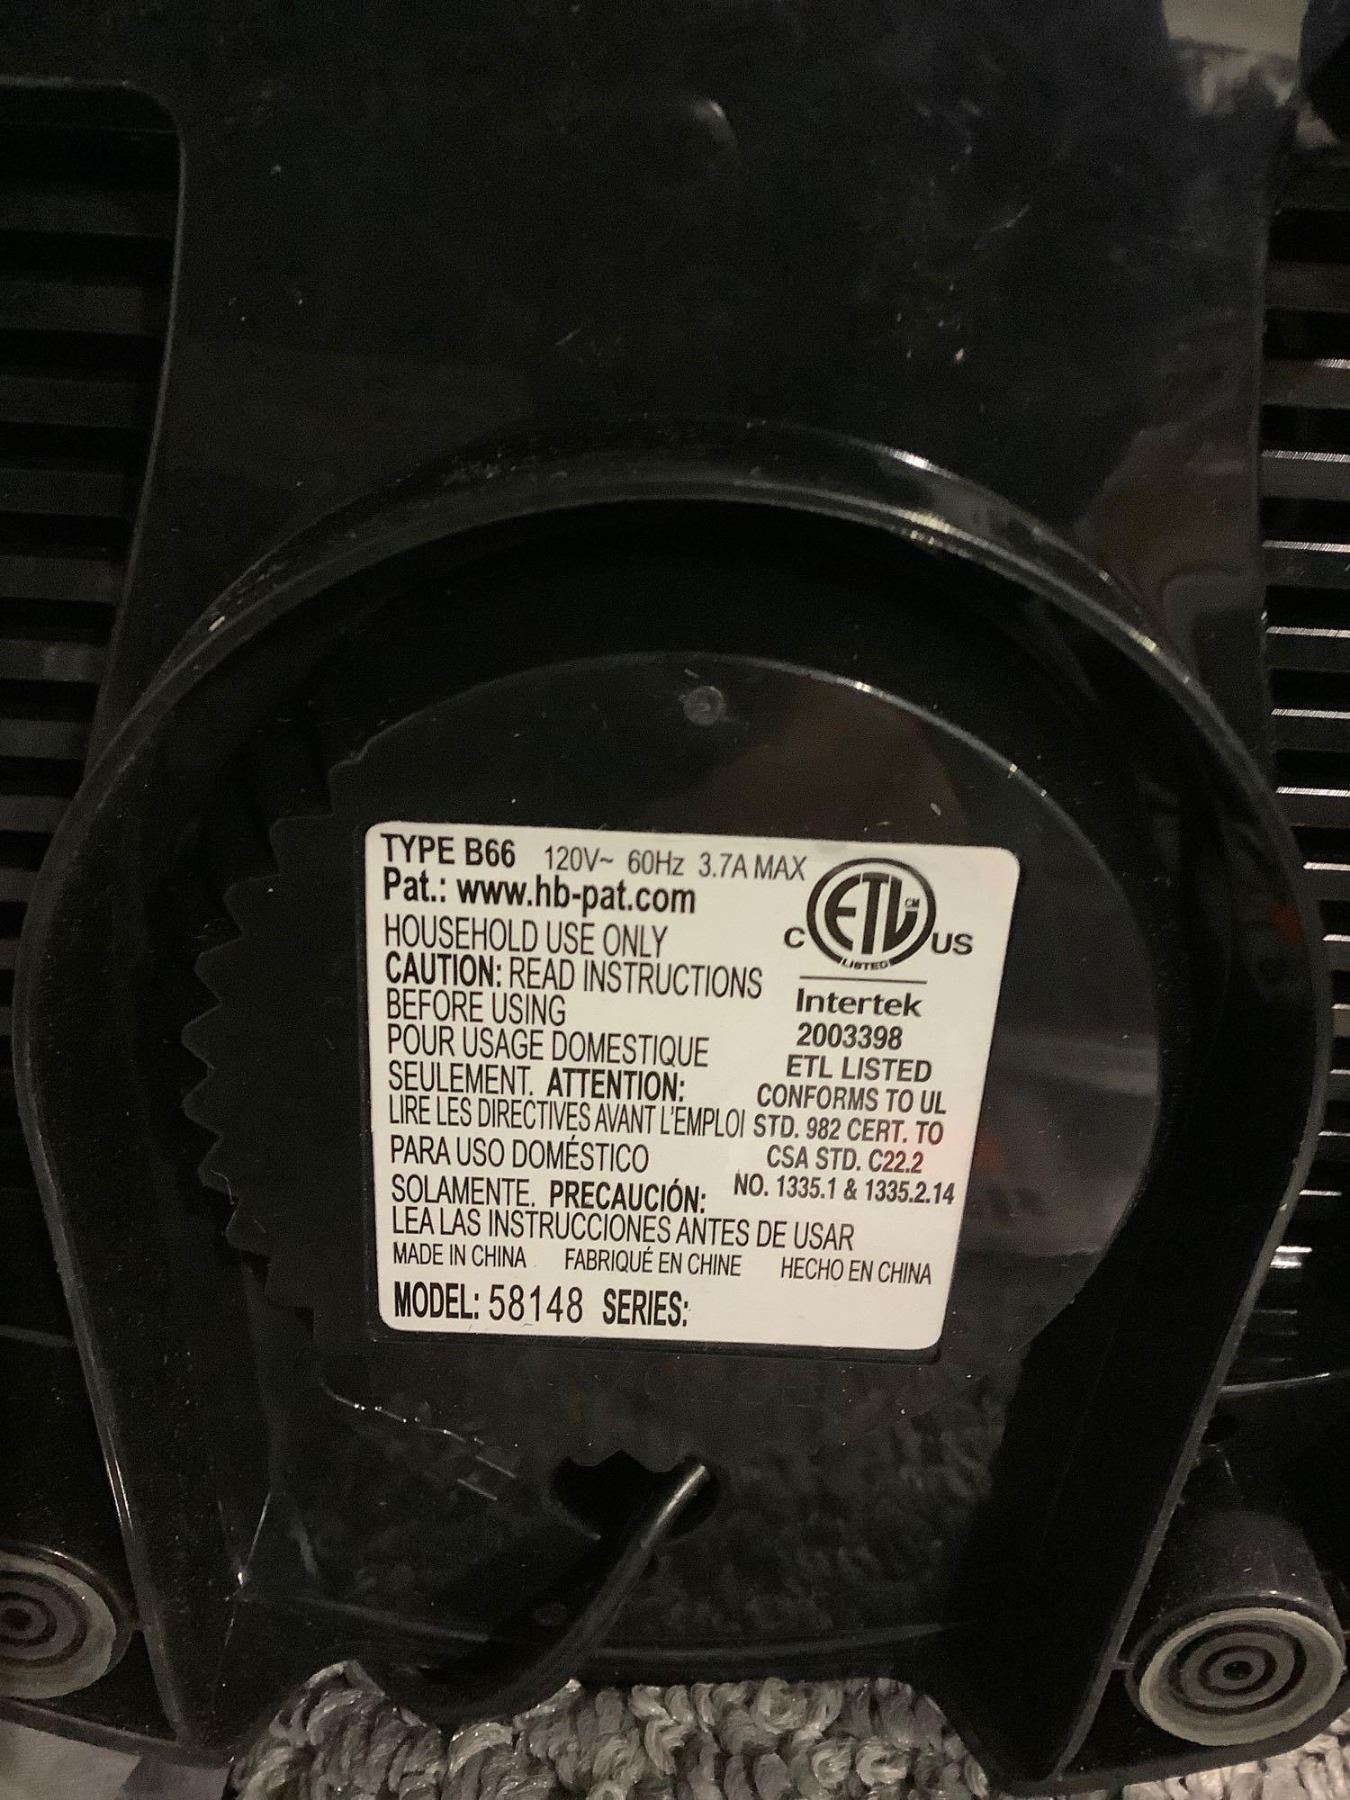 TYPE B66 120V~ 60Hz 3.7A MAX
Pat.: www.hb-pat.com
HOUSEHOLD USE ONLY
CAUTION: READ INSTRUCTIONS
BEFORE USING
POUR USAGE DOMESTIQUE
SEULEMENT. ATTENTION:
LIRE LES DIRECTIVES AVANT L'EMPLOI
PARA USO DOMÉSTICO
SOLAMENTE. PRECAUCIÓN:
LEA LAS INSTRUCCIONES ANTES DE USAR
MADE IN CHINA FABRIQUÉ EN CHINE HECHO EN CHINA
MODEL: 58148 SERIES:
C ETL CM US
LISTED
Intertek
2003398
ETL LISTED
CONFORMS TO UL
STD. 982 CERT. TO
CSA STD. C22.2
NO. 1335.1 & 1335.2.14